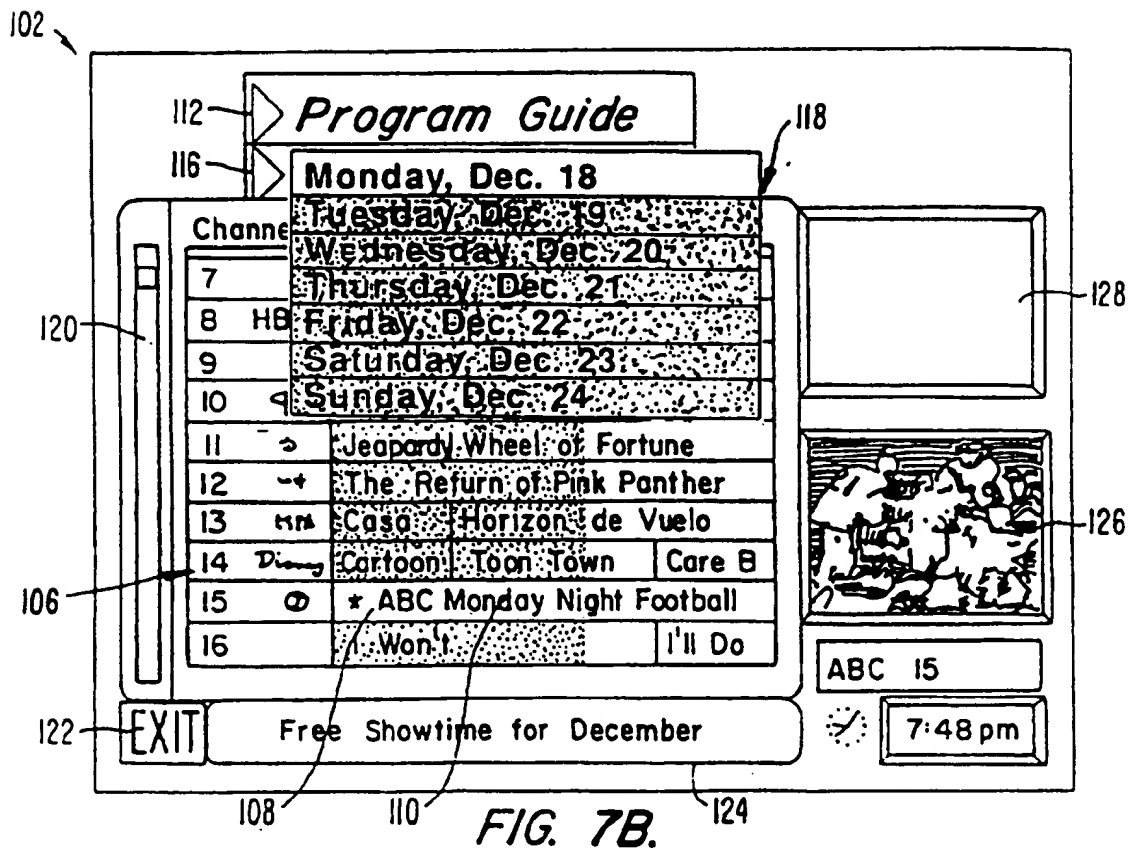 102
112
Program Guide
118
116
Monday, Dec. 18
Tuesday, Dec. 19
Channe
Wednesday, Dec. 20
7
Thursday, Dec. 21
128
120
8 HB Friday, Dec. 22
9
Saturday, Dec. 23
10
Sunday, Dec. 24
11 Jeapardy Wheel of Fortune
12 The Return of Pink Panther
13 Casa Horizon de Vuelo
126
14 Disney Cartoon Toon Town Care B
106
15 * ABC Monday Night Football
16 I Won't I'll Do
ABC 15
122
EXIT
Free Showtime for December
7:48 pm
108
110
124
FIG. 7B.